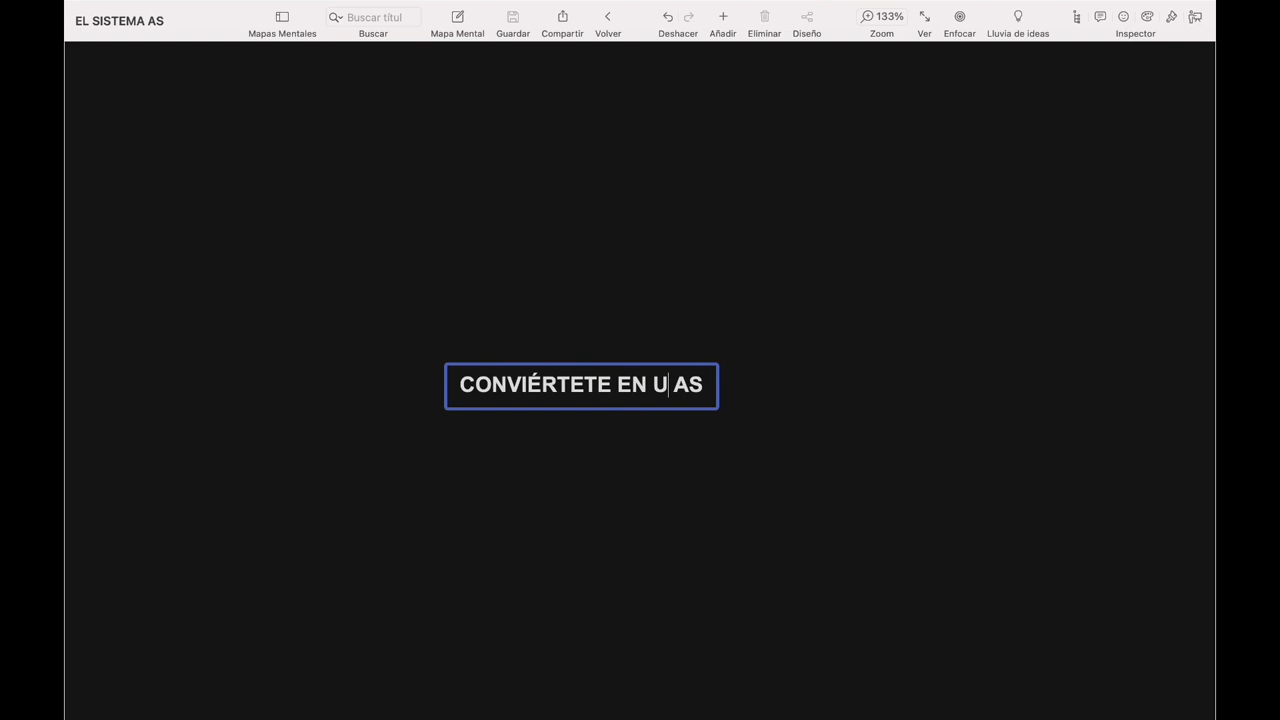 EL SISTEMA AS
Mapas Mentales
Buscar títul
Buscar
Mapa Mental
Guardar
Compartir
Volver
Deshacer
Añadir
Eliminar
Diseño
133%
Zoom
Ver
Enfocar
Lluvia de ideas
Inspector
CONVIÉRTETE EN U AS